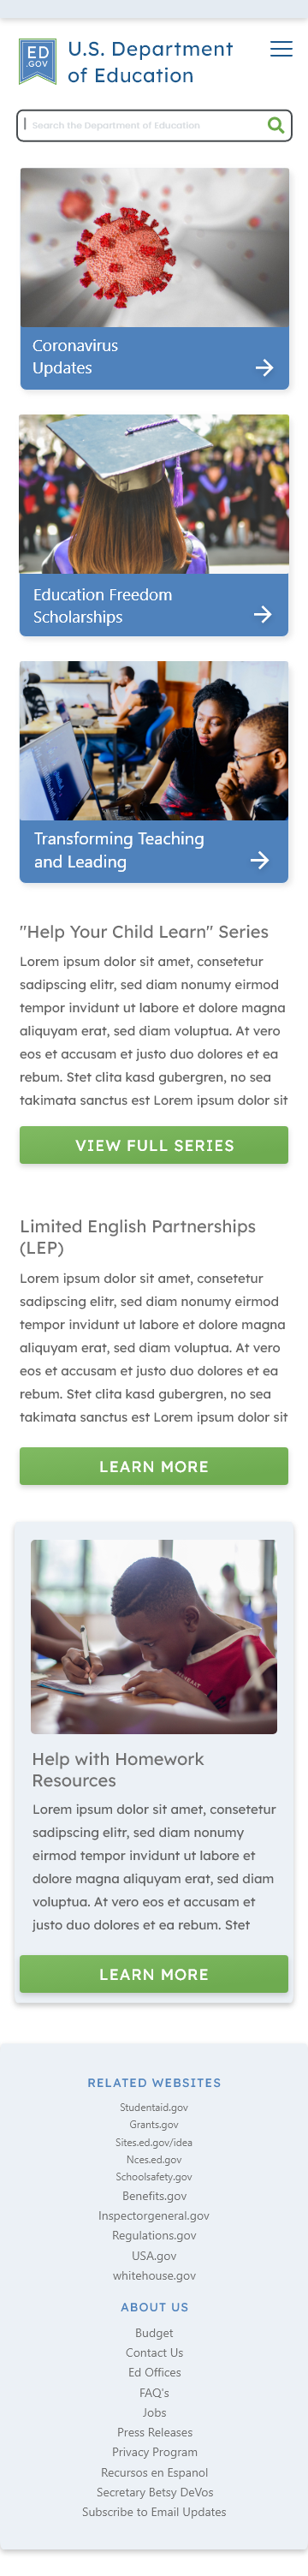 ED
.GOV
U.S. Department
of Education
Search the Department of Education
Coronavirus
Updates
Education Freedom
Scholarships
Transforming Teaching
and Leading
"Help Your Child Learn" Series
Lorem ipsum dolor sit amet, consetetur
sadipscing elitr, sed diam nonumy eirmod
tempor invidunt ut labore et dolore magna
aliquyam erat, sed diam voluptua. At vero
eos et accusam et justo duo dolores et ea
rebum. Stet clita kasd gubergren, no sea
takimata sanctus est Lorem ipsum dolor sit
VIEW FULL SERIES
Limited English Partnerships
(LEP)
Lorem ipsum dolor sit amet, consetetur
sadipscing elitr, sed diam nonumy eirmod
tempor invidunt ut labore et dolore magna
aliquyam erat, sed diam voluptua. At vero
eos et accusam et justo duo dolores et ea
rebum. Stet clita kasd gubergren, no sea
takimata sanctus est Lorem ipsum dolor sit
LEARN MORE
Help with Homework
Resources
Lorem ipsum dolor sit amet, consetetur
sadipscing elitr, sed diam nonumy
eirmod tempor invidunt ut labore et
dolore magna aliquyam erat, sed diam
voluptua. At vero eos et accusam et
justo duo dolores et ea rebum. Stet
LEARN MORE
RELATED WEBSITES
Studentaid.gov
Grants.gov
Sites.ed.gov/idea
Nces.ed.gov
Schoolsafety.gov
Benefits.gov
Inspectorgeneral.gov
Regulations.gov
USA.gov
whitehouse.gov
ABOUT US
Budget
Contact Us
Ed Offices
FAQ's
Jobs
Press Releases
Privacy Program
Recursos en Espanol
Secretary Betsy DeVos
Subscribe to Email Updates